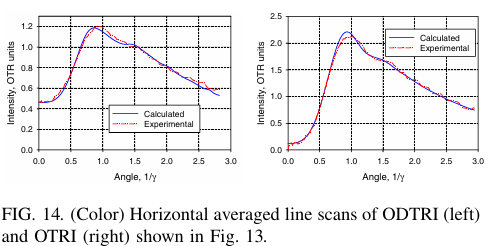 1.2
1.0
0.8
0.6
0.4
0.2
0.0
Intensity, OTR units
Calculated
Experimental
0.0 0.5 1.0 1.5 2.0 2.5 3.0
Angle, 1/γ
2.5
2.0
1.5
1.0
0.5
0.0
Intensity, OTR units
Calculated
Experimental
0.0 0.5 1.0 1.5 2.0 2.5 3.0
Angle, 1/γ
FIG. 14. (Color) Horizontal averaged line scans of ODTRI (left)
and OTRI (right) shown in Fig. 13.